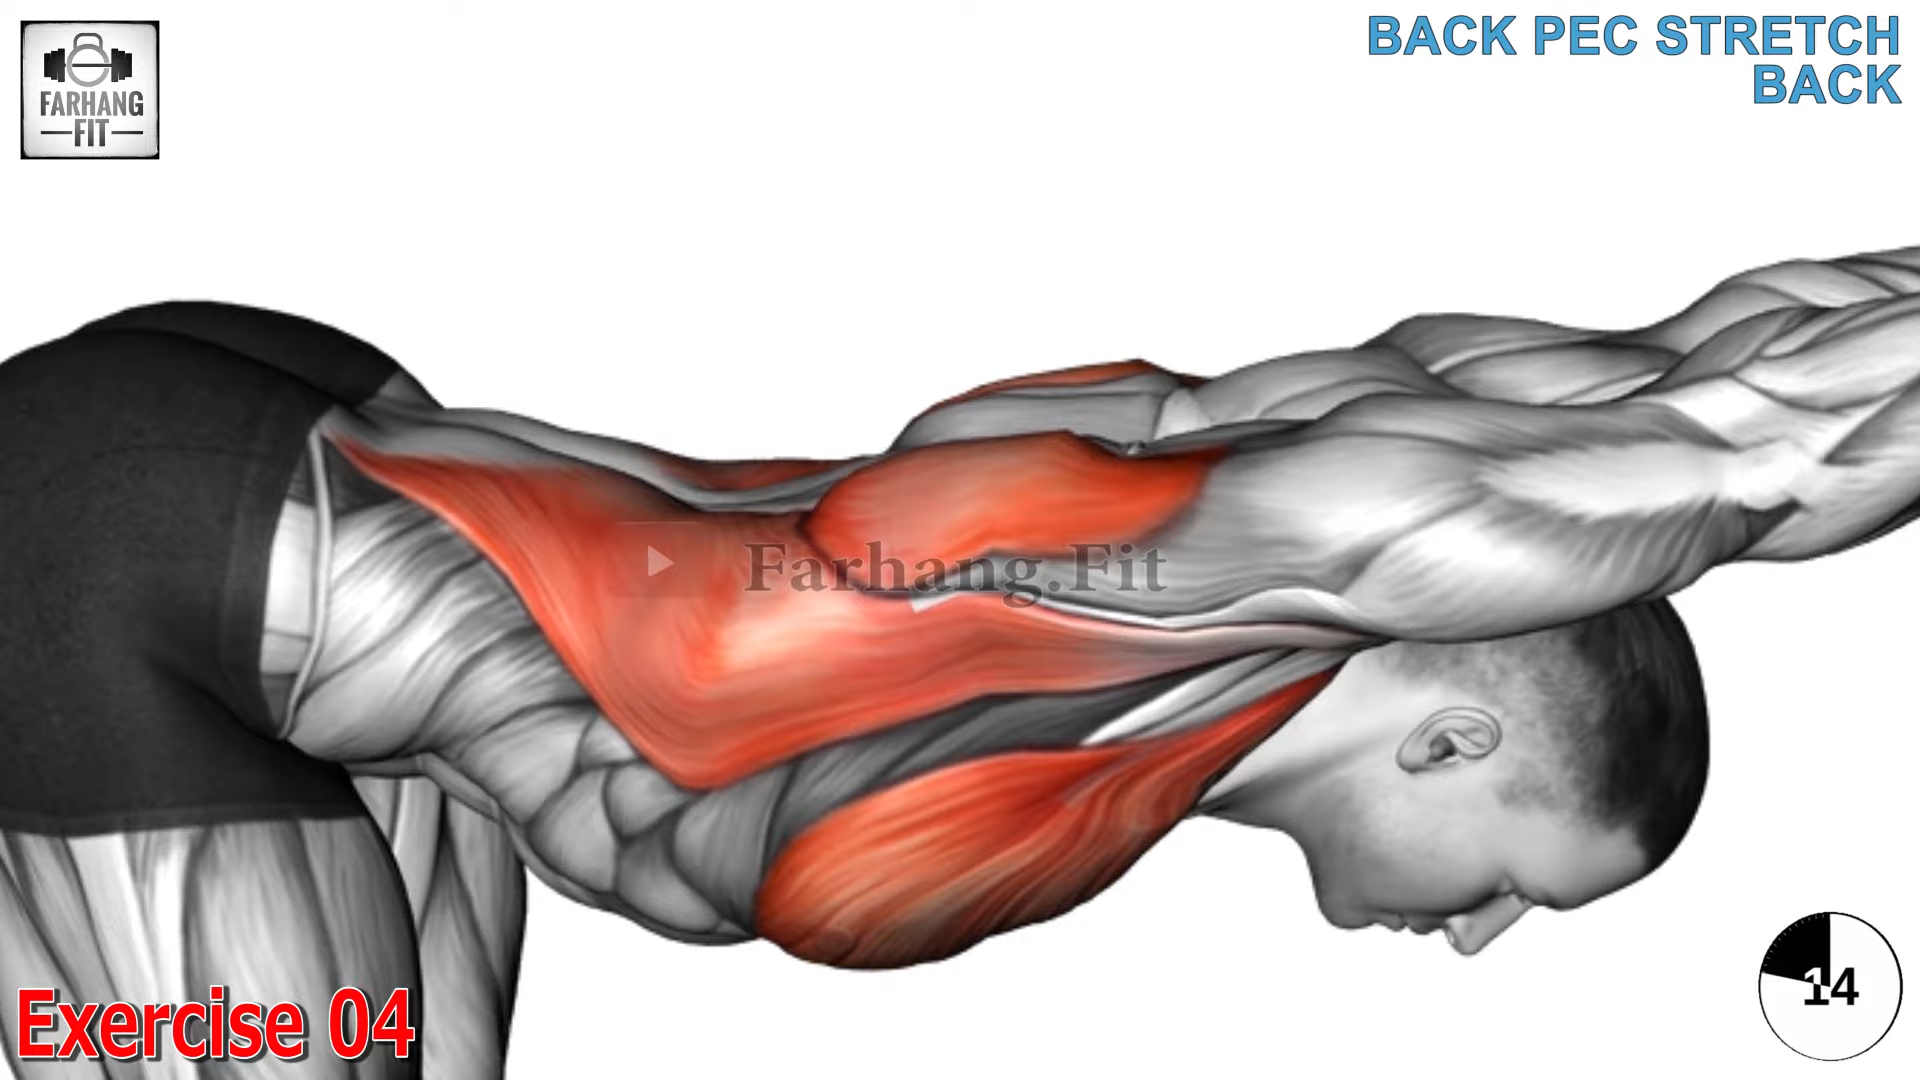 FARHANG
FIT
BACK PEC STRETCH
BACK
Farhang.Fit
Exercise 04
14